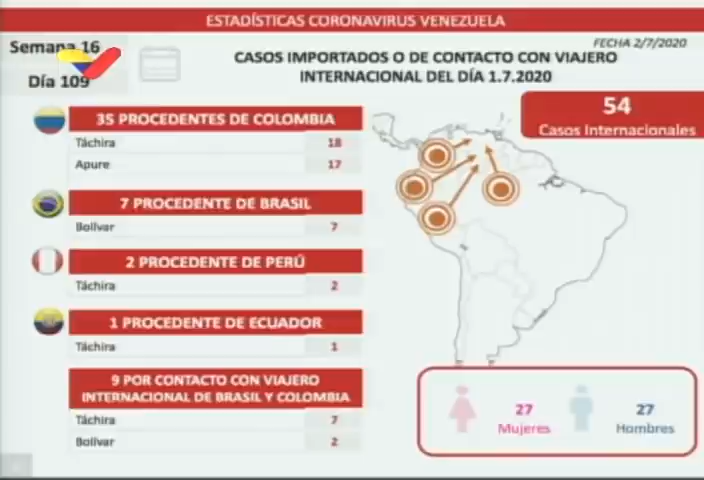 ESTADÍSTICAS CORONAVIRUS VENEZUELA
Semana 16
Día 109
FECHA 2/7/2020
CASOS IMPORTADOS O DE CONTACTO CON VIAJERO
INTERNACIONAL DEL DÍA 1.7.2020
54
Casos Internacionales
35 PROCEDENTES DE COLOMBIA
Táchira 18
Apure 17
7 PROCEDENTE DE BRASIL
Bolívar 7
2 PROCEDENTE DE PERÚ
Táchira 2
1 PROCEDENTE DE ECUADOR
Táchira 1
9 POR CONTACTO CON VIAJERO
INTERNACIONAL DE BRASIL Y COLOMBIA
Táchira 7
Bolívar 2
27
Mujeres
27
Hombres